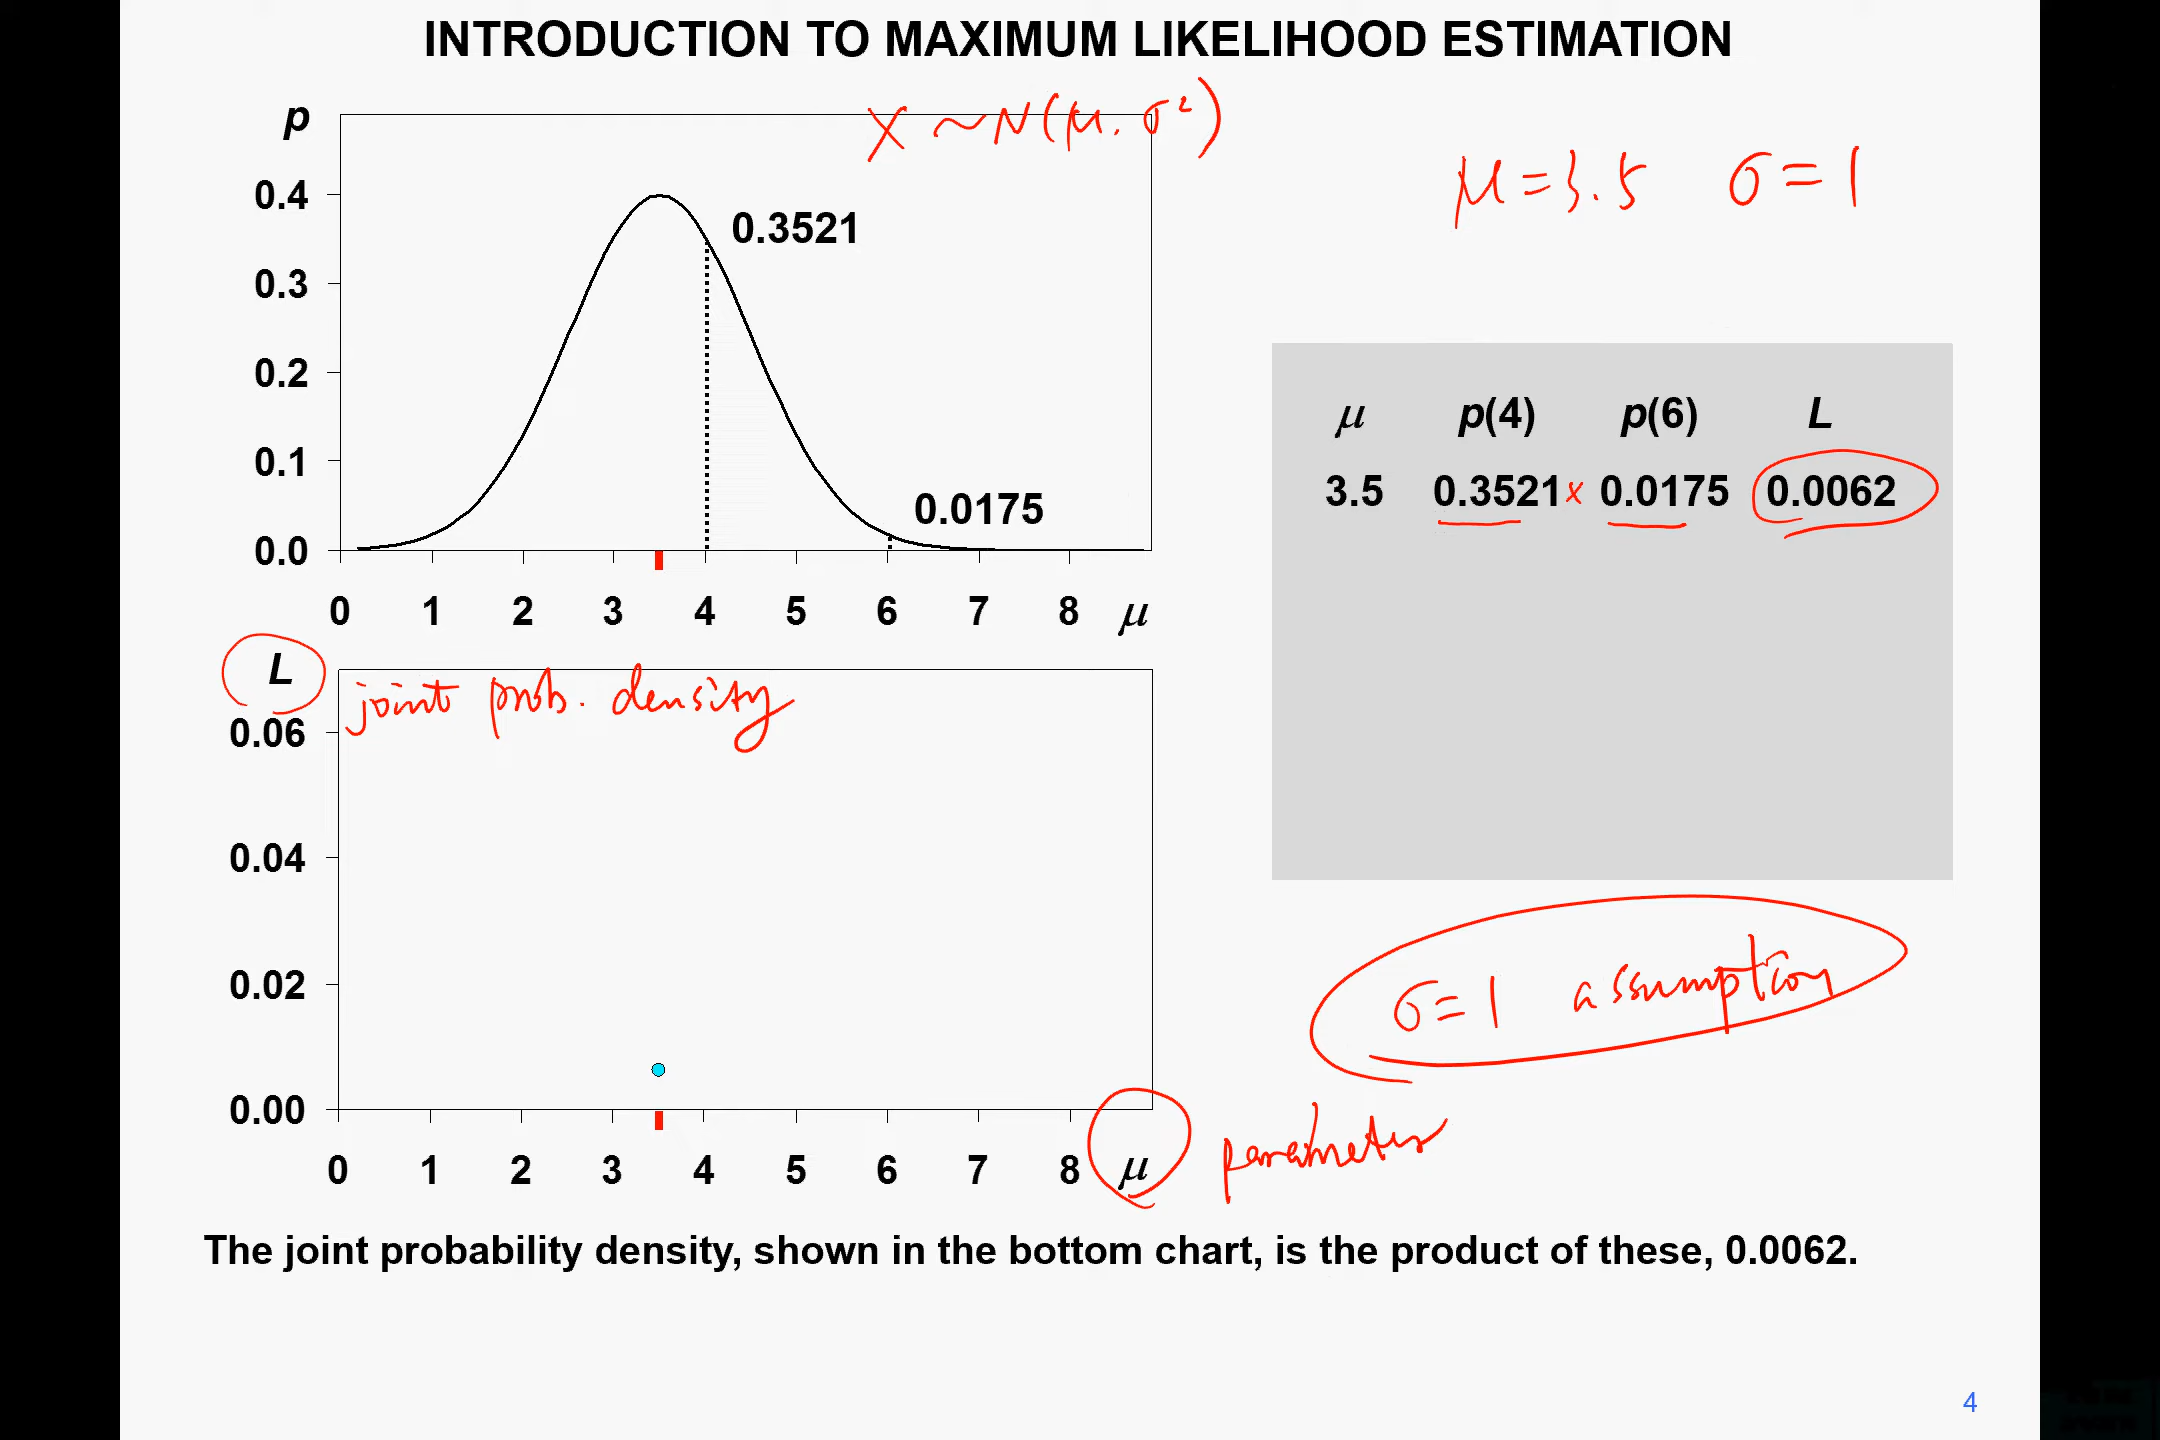 INTRODUCTION TO MAXIMUM LIKELIHOOD ESTIMATION
p
X ~ N(μ, σ²)
μ = 3.5 σ = 1
0.4
0.3521
0.3
0.2
0.1
0.0175
0.0
0 1 2 3 4 5 6 7 8 μ
μ p(4) p(6) L
3.5 0.3521 x 0.0175 0.0062
L
joint prob. density
0.06
0.04
0.02
0.00
0 1 2 3 4 5 6 7 8 μ
σ = 1 assumption
parameter
The joint probability density, shown in the bottom chart, is the product of these, 0.0062.
4